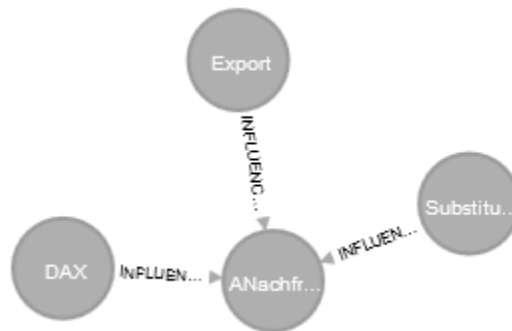 Export
INFLUENC...
Substitu...
INFLUEN...
DAX
INFLUEN...
ANachfr...